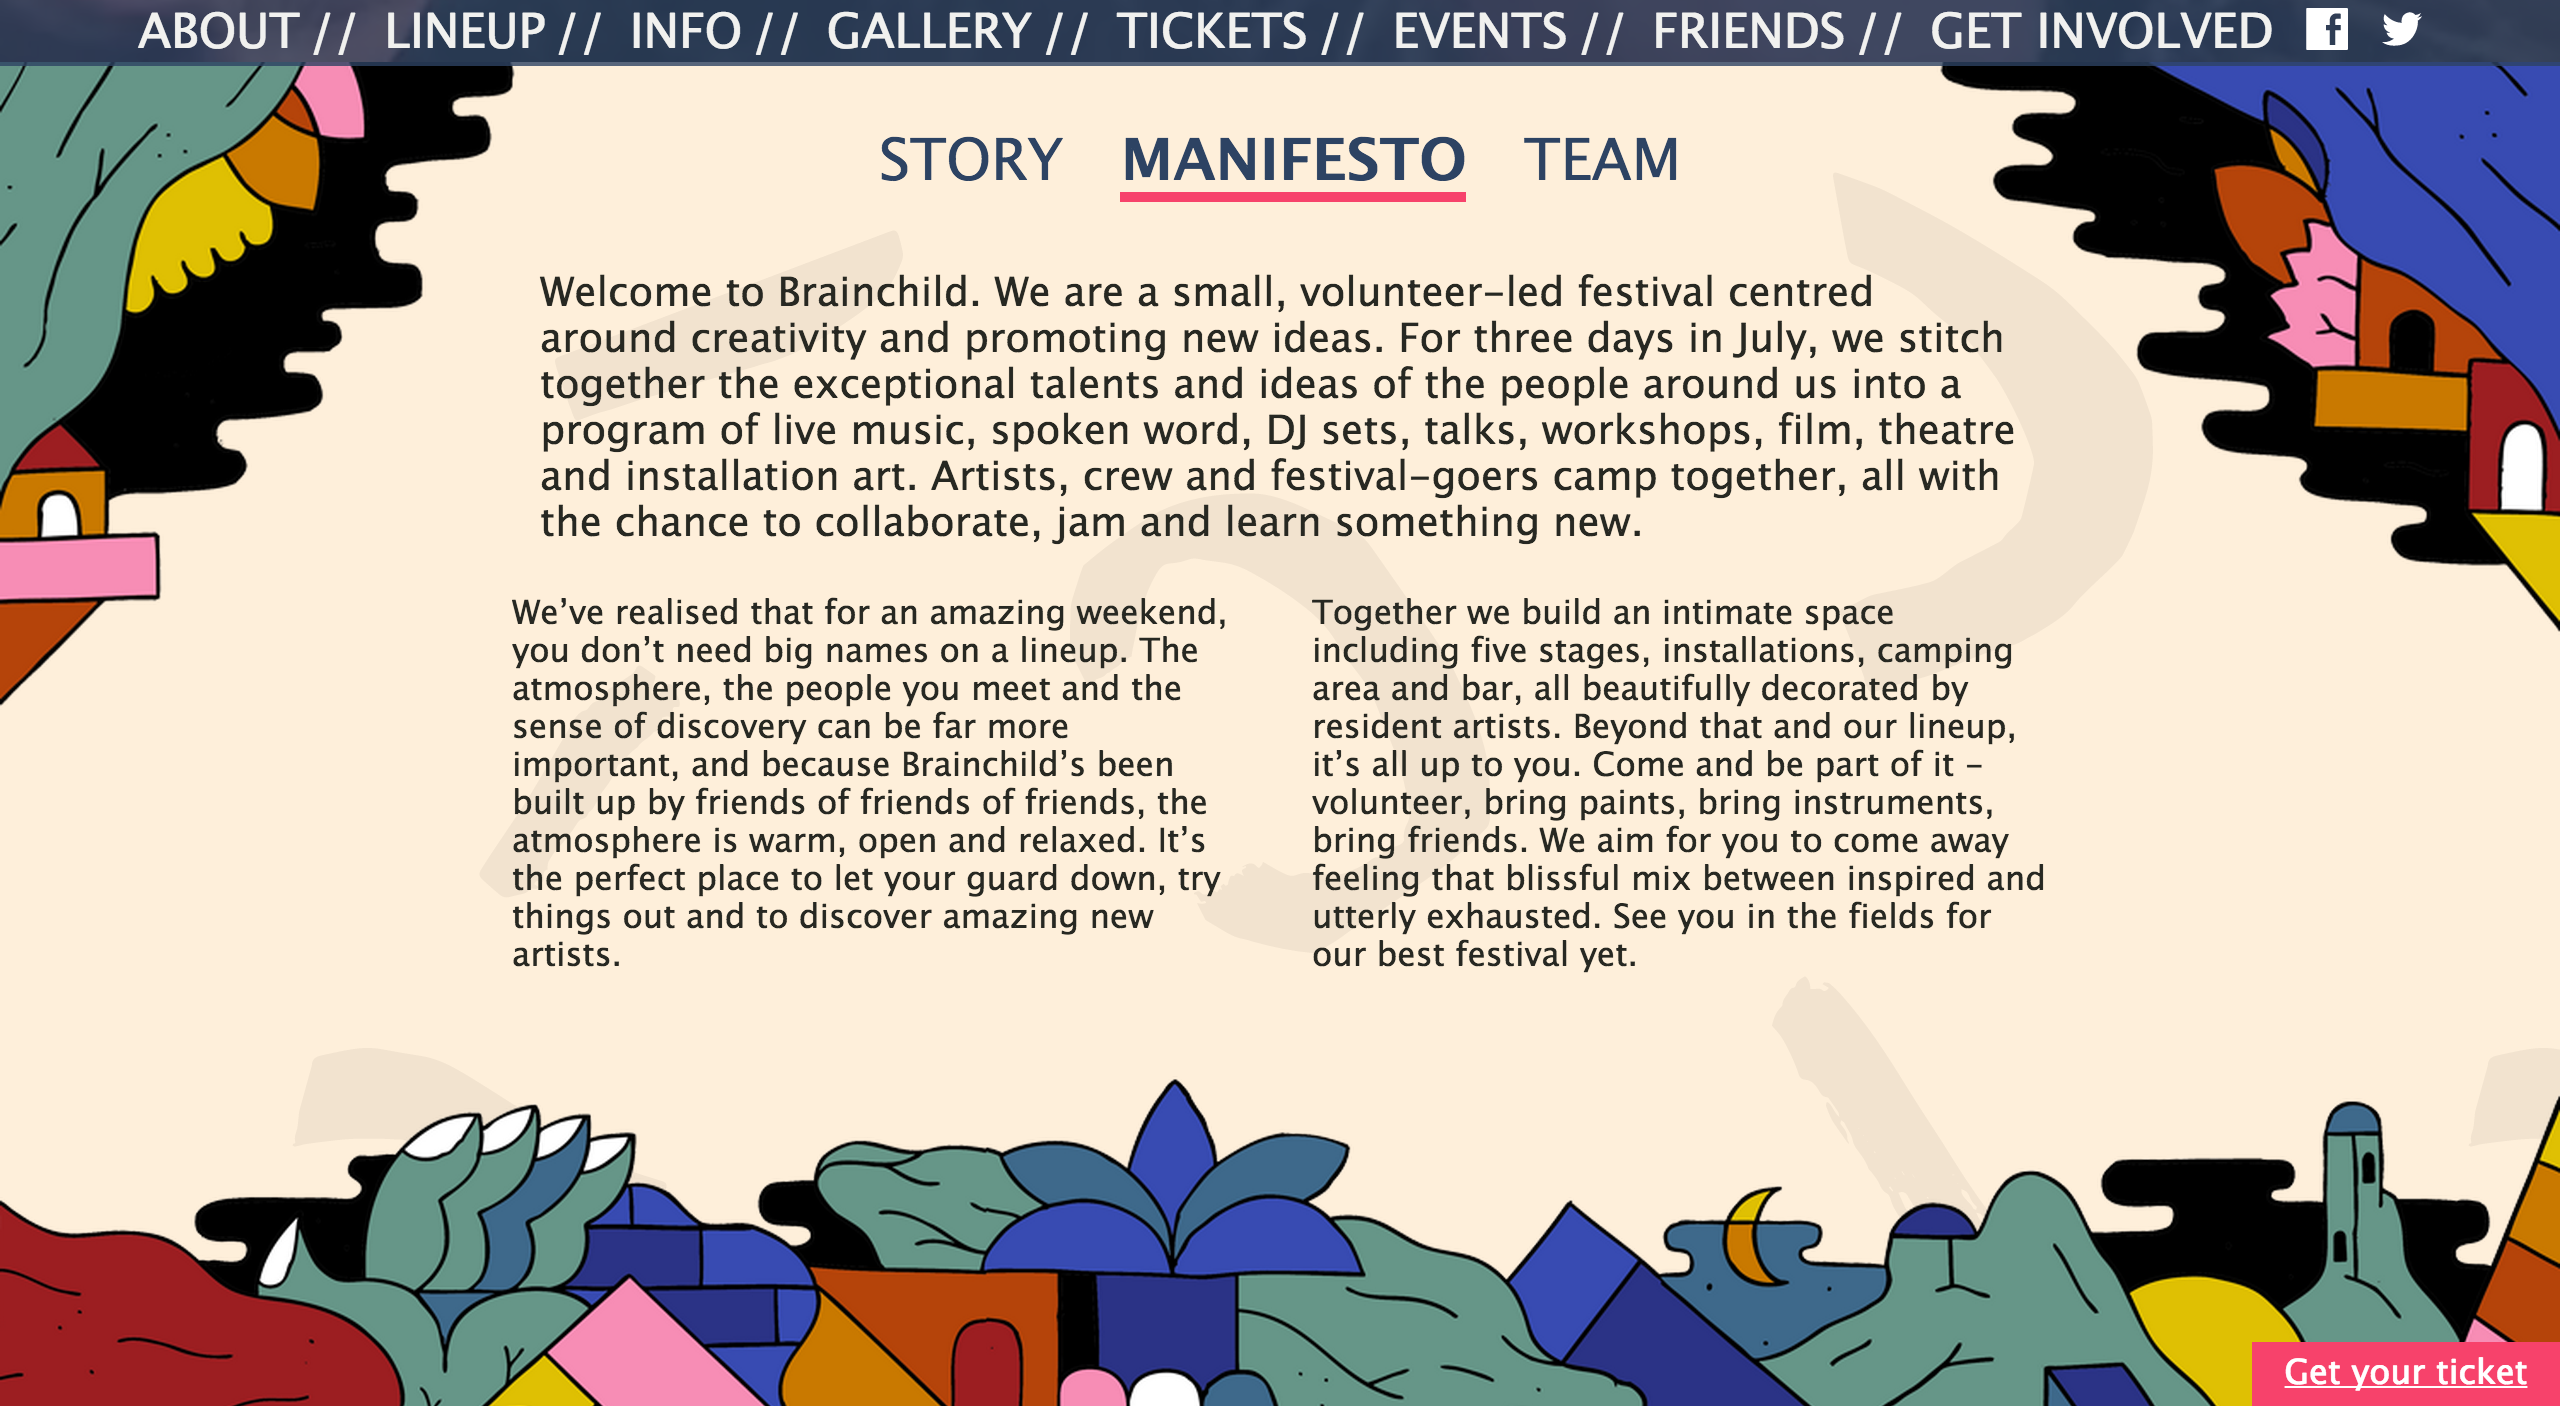 ABOUT // LINEUP // INFO // GALLERY // TICKETS // EVENTS // FRIENDS // GET INVOLVED
STORY MANIFESTO TEAM
Welcome to Brainchild. We are a small, volunteer-led festival centred
around creativity and promoting new ideas. For three days in July, we stitch
together the exceptional talents and ideas of the people around us into a
program of live music, spoken word, DJ sets, talks, workshops, film, theatre
and installation art. Artists, crew and festival-goers camp together, all with
the chance to collaborate, jam and learn something new.
We’ve realised that for an amazing weekend,
you don’t need big names on a lineup. The
atmosphere, the people you meet and the
sense of discovery can be far more
important, and because Brainchild’s been
built up by friends of friends of friends, the
atmosphere is warm, open and relaxed. It’s
the perfect place to let your guard down, try
things out and to discover amazing new
artists.
Together we build an intimate space
including five stages, installations, camping
area and bar, all beautifully decorated by
resident artists. Beyond that and our lineup,
it’s all up to you. Come and be part of it –
volunteer, bring paints, bring instruments,
bring friends. We aim for you to come away
feeling that blissful mix between inspired and
utterly exhausted. See you in the fields for
our best festival yet.
Get your ticket